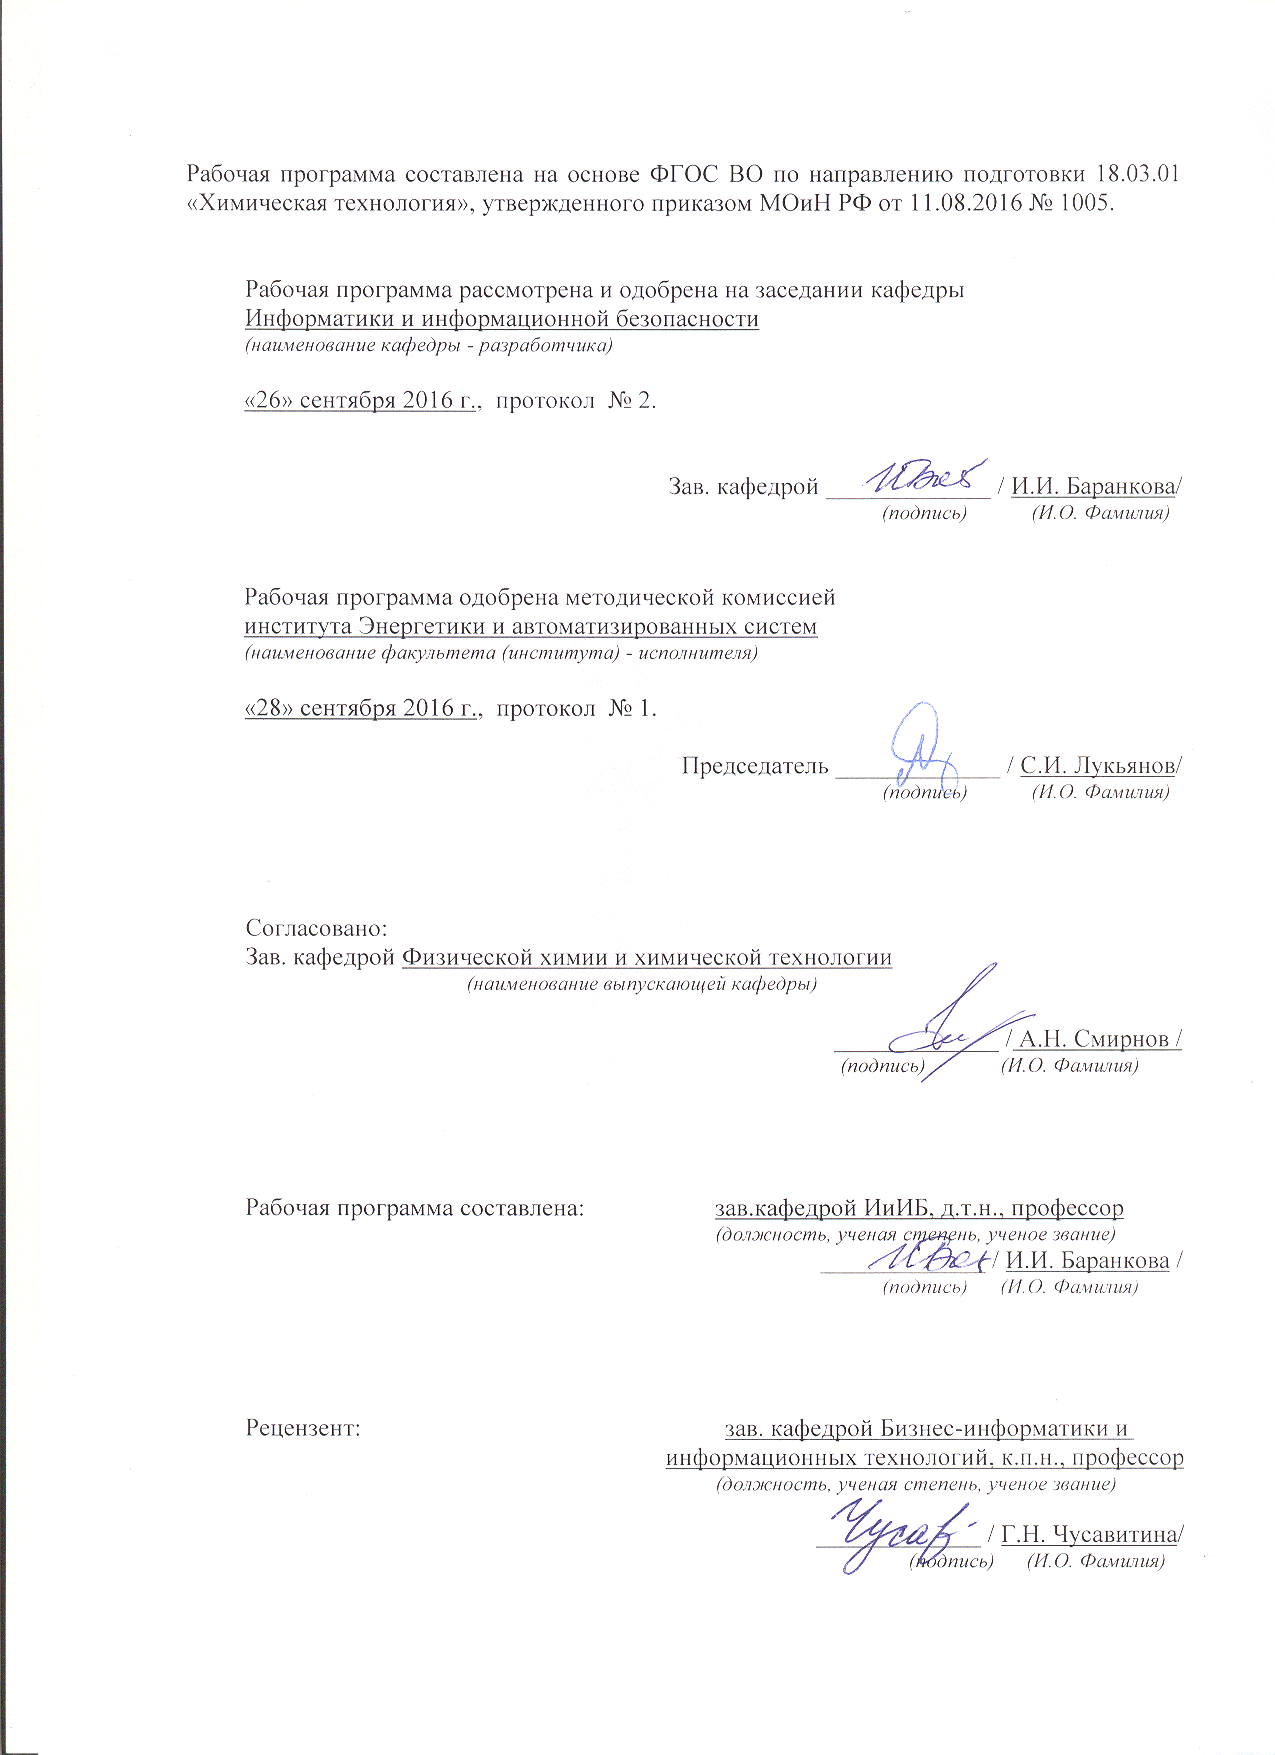 Рабочая программа составлена на основе ФГОС ВО по направлению подготовки 18.03.01
«Химическая технология», утвержденного приказом МОиН РФ от 11.08.2016 № 1005.
Рабочая программа рассмотрена и одобрена на заседании кафедры
Информатики и информационной безопасности
(наименование кафедры - разработчика)
«26» сентября 2016 г., протокол № 2.
Зав. кафедрой _____________ / И.И. Баранкова/
(подпись) (И.О. Фамилия)
Рабочая программа одобрена методической комиссией
института Энергетики и автоматизированных систем
(наименование факультета (института) - исполнителя)
«28» сентября 2016 г., протокол № 1.
Председатель _____________ / С.И. Лукьянов/
(подпись) (И.О. Фамилия)
Согласовано:
Зав. кафедрой Физической химии и химической технологии
(наименование выпускающей кафедры)
_____________ / А.Н. Смирнов /
(подпись) (И.О. Фамилия)
Рабочая программа составлена: зав.кафедрой ИиИБ, д.т.н., профессор
(должность, ученая степень, ученое звание)
_____________/ И.И. Баранкова /
(подпись) (И.О. Фамилия)
Рецензент: зав. кафедрой Бизнес-информатики и
информационных технологий, к.п.н., профессор
(должность, ученая степень, ученое звание)
_____________ / Г.Н. Чусавитина/
(подпись) (И.О. Фамилия)